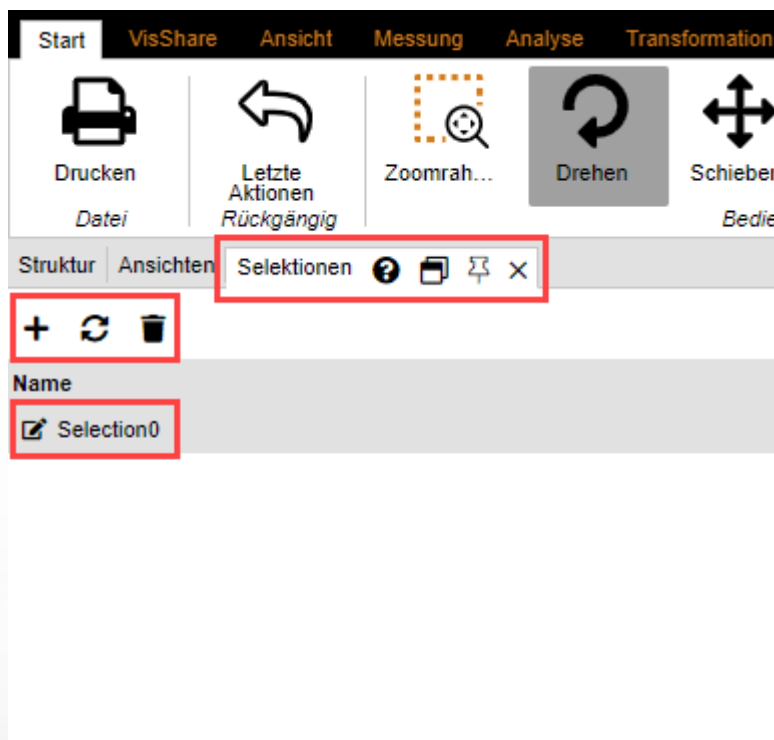 Start VisShare Ansicht Messung Analyse Transformation
Drucken Letzte Aktionen Zoomrah... Drehen Schieben
Datei Rückgängig Bedie
Struktur Ansichten Selektionen
Name
Selection0